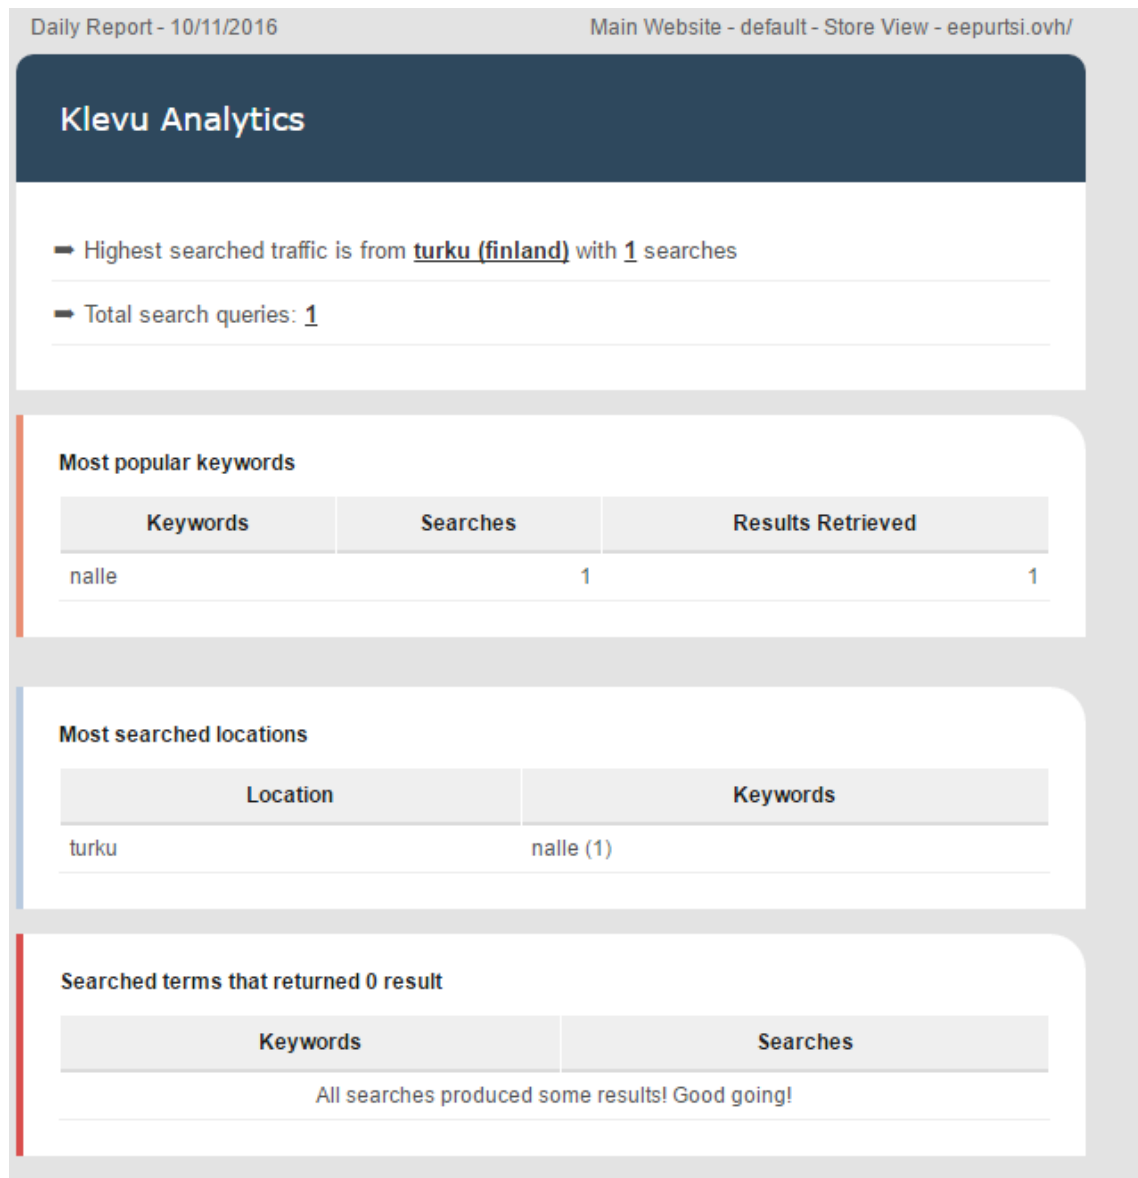 Daily Report - 10/11/2016 Main Website - default - Store View - eepurtsi.ovh/
Klevu Analytics
➡ Highest searched traffic is from turku (finland) with 1 searches
➡ Total search queries: 1
Most popular keywords
Keywords Searches Results Retrieved
nalle 1 1
Most searched locations
Location Keywords
turku nalle (1)
Searched terms that returned 0 result
Keywords Searches
All searches produced some results! Good going!